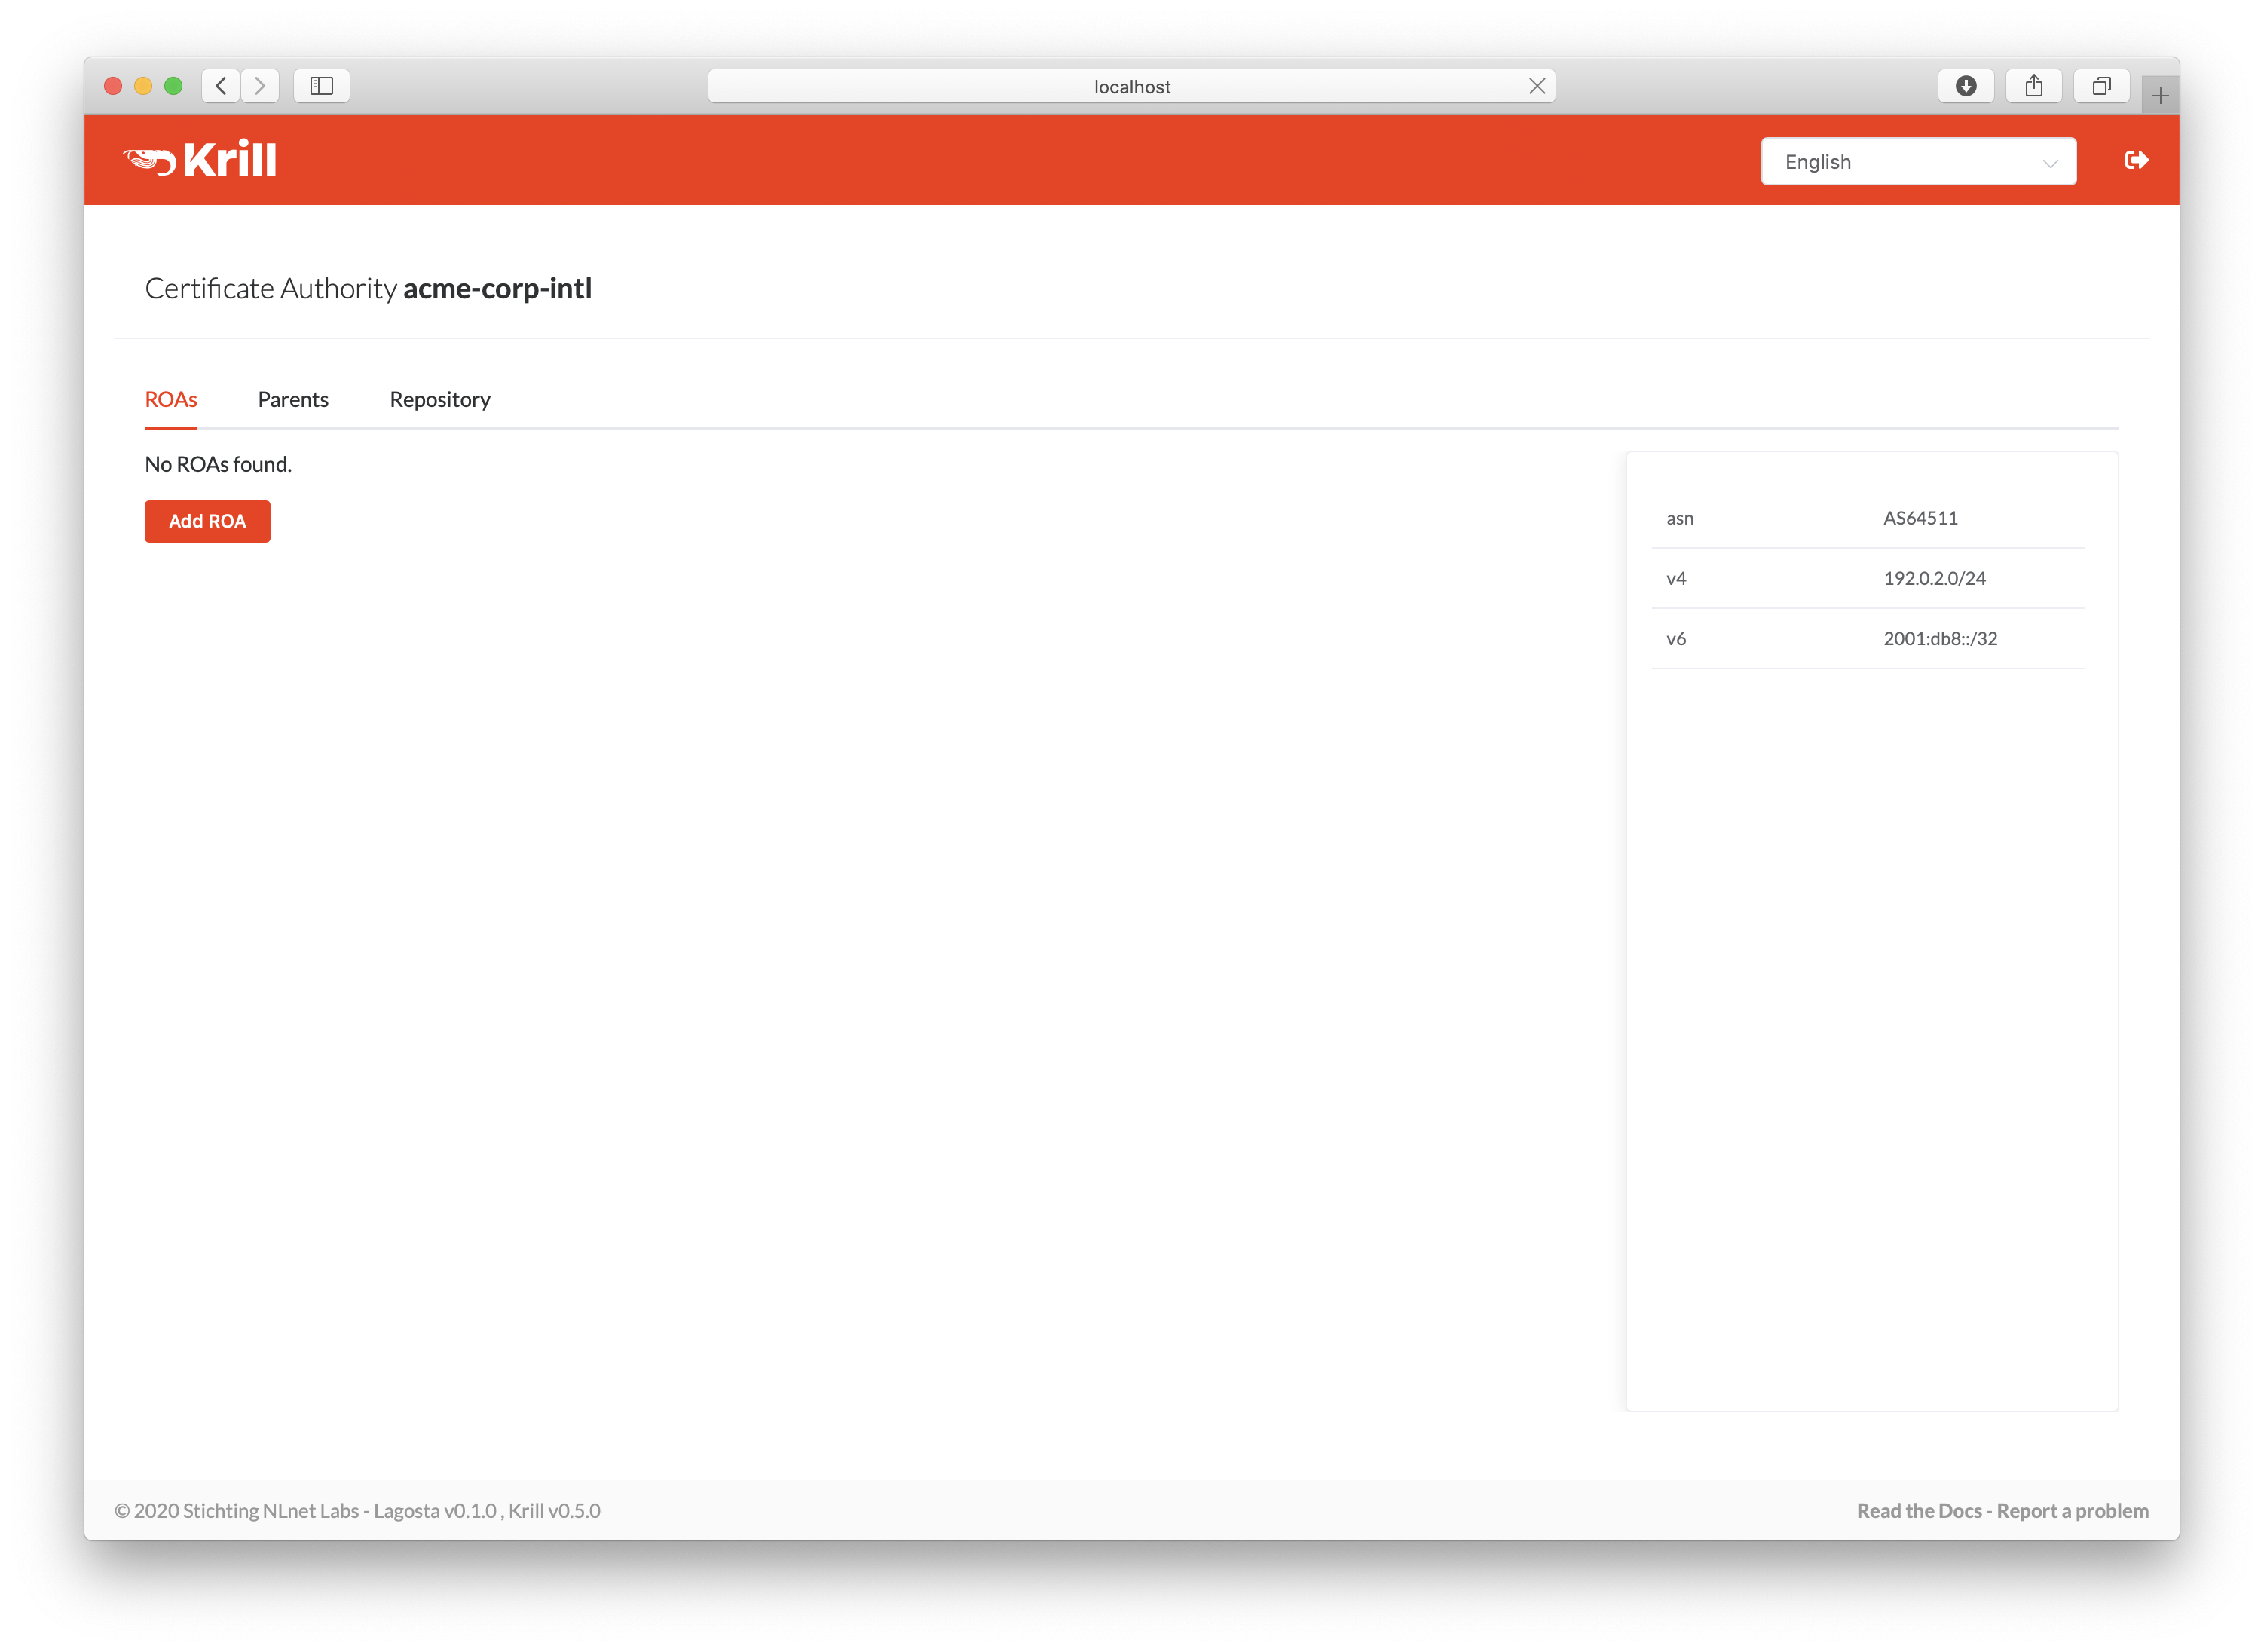 localhost
Krill
English
Certificate Authority acme-corp-intl
ROAs Parents Repository
No ROAs found.
Add ROA
asn AS64511
v4 192.0.2.0/24
v6 2001:db8::/32
© 2020 Stichting NLnet Labs - Lagosta v0.1.0 , Krill v0.5.0
Read the Docs - Report a problem